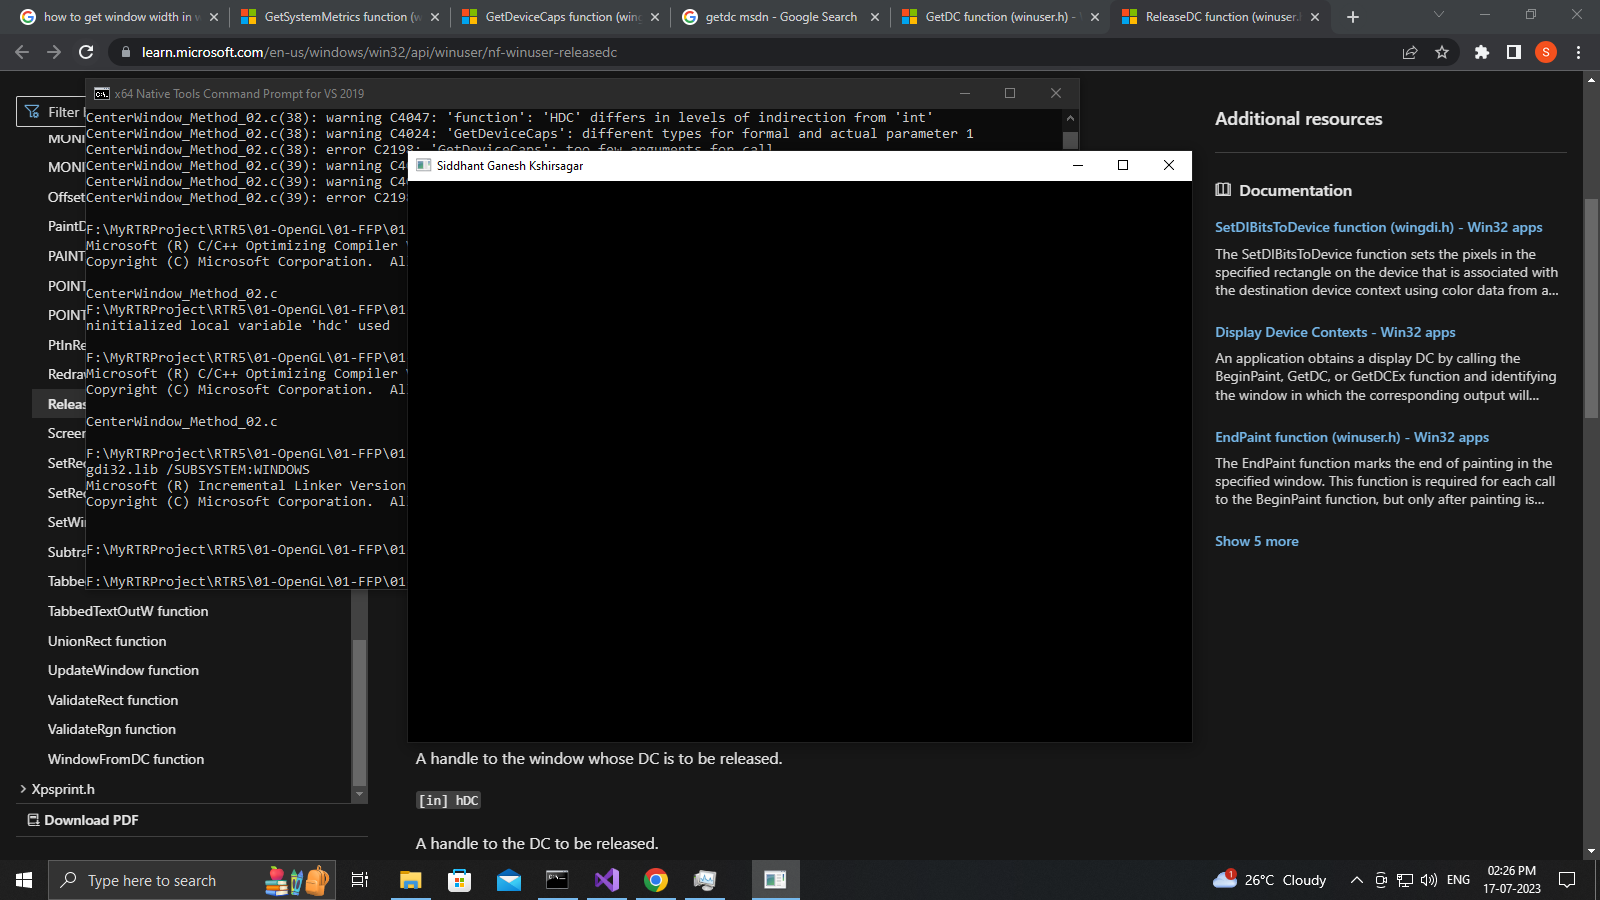 how to get window width in w
GetSystemMetrics function (w
GetDeviceCaps function (wing
getdc msdn - Google Search
GetDC function (winuser.h) -
ReleaseDC function (winuser.
learn.microsoft.com/en-us/windows/win32/api/winuser/nf-winuser-releasedc
S
Filter
MONI
MONI
Offset
PaintD
PAINT
POINT
POINT
PtInRe
Redra
Releas
Screen
SetRec
SetRec
SetWi
Subtra
Tabbe
TabbedTextOutW function
UnionRect function
UpdateWindow function
ValidateRect function
ValidateRgn function
WindowFromDC function
Xpsprint.h
Download PDF
x64 Native Tools Command Prompt for VS 2019
CenterWindow_Method_02.c(38): warning C4047: 'function': 'HDC' differs in levels of indirection from 'int'
CenterWindow_Method_02.c(38): warning C4024: 'GetDeviceCaps': different types for formal and actual parameter 1
CenterWindow_Method_02.c(38): error C2198: 'GetDeviceCaps': too few arguments for call
CenterWindow_Method_02.c(39): warning C4
CenterWindow_Method_02.c(39): warning C4
CenterWindow_Method_02.c(39): error C219
F:\MyRTRProject\RTR5\01-OpenGL\01-FFP\01
Microsoft (R) C/C++ Optimizing Compiler
Copyright (C) Microsoft Corporation.  Al
CenterWindow_Method_02.c
F:\MyRTRProject\RTR5\01-OpenGL\01-FFP\01
ninitialized local variable 'hdc' used
F:\MyRTRProject\RTR5\01-OpenGL\01-FFP\01
Microsoft (R) C/C++ Optimizing Compiler
Copyright (C) Microsoft Corporation.  Al
CenterWindow_Method_02.c
F:\MyRTRProject\RTR5\01-OpenGL\01-FFP\01
gdi32.lib /SUBSYSTEM:WINDOWS
Microsoft (R) Incremental Linker Version
Copyright (C) Microsoft Corporation.  Al
F:\MyRTRProject\RTR5\01-OpenGL\01-FFP\01
F:\MyRTRProject\RTR5\01-OpenGL\01-FFP\01
Siddhant Ganesh Kshirsagar
A handle to the window whose DC is to be released.
[in] hDC
A handle to the DC to be released.
Additional resources
Documentation
SetDIBitsToDevice function (wingdi.h) - Win32 apps
The SetDIBitsToDevice function sets the pixels in the
specified rectangle on the device that is associated with
the destination device context using color data from a...
Display Device Contexts - Win32 apps
An application obtains a display DC by calling the
BeginPaint, GetDC, or GetDCEx function and identifying
the window in which the corresponding output will...
EndPaint function (winuser.h) - Win32 apps
The EndPaint function marks the end of painting in the
specified window. This function is required for each call
to the BeginPaint function, but only after painting is...
Show 5 more
Type here to search
1
26°C Cloudy
ENG
02:26 PM
17-07-2023